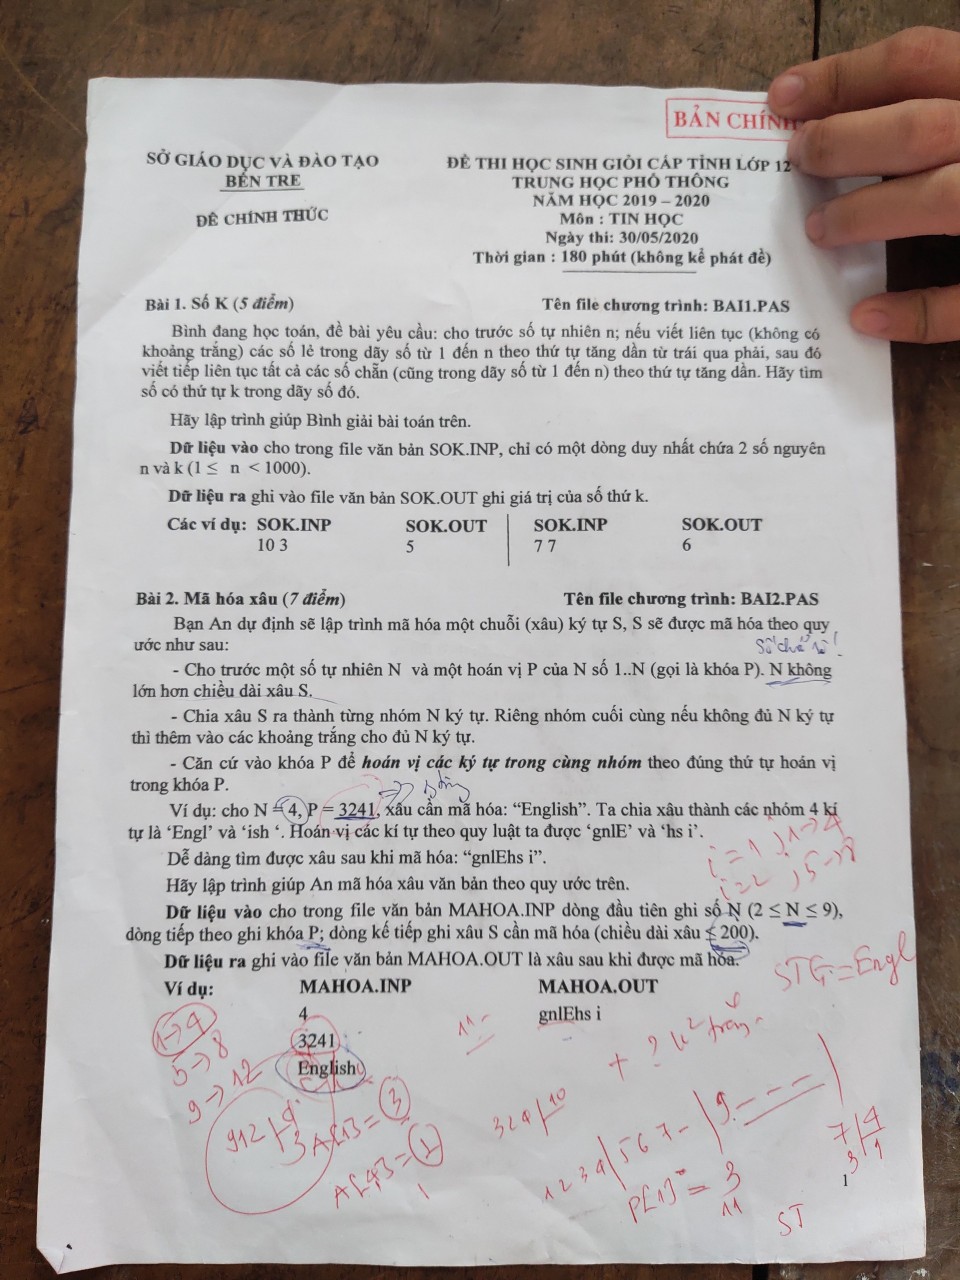 BẢN CHÍNH
SỞ GIÁO DỤC VÀ ĐÀO TẠO
BẾN TRE
ĐỀ CHÍNH THỨC
ĐỀ THI HỌC SINH GIỎI CẤP TỈNH LỚP 12
TRUNG HỌC PHỔ THÔNG
NĂM HỌC 2019 – 2020
Môn : TIN HỌC
Ngày thi: 30/05/2020
Thời gian : 180 phút (không kể phát đề)
Bài 1. Số K (5 điểm) Tên file chương trình: BAI1.PAS
Bình đang học toán, đề bài yêu cầu: cho trước số tự nhiên n; nếu viết liên tục (không có
khoảng trắng) các số lẻ trong dãy số từ 1 đến n theo thứ tự tăng dần từ trái qua phải, sau đó
viết tiếp liên tục tất cả các số chẵn (cũng trong dãy số từ 1 đến n) theo thứ tự tăng dần. Hãy tìm
số có thứ tự k trong dãy số đó.
Hãy lập trình giúp Bình giải bài toán trên.
Dữ liệu vào cho trong file văn bản SOK.INP, chỉ có một dòng duy nhất chứa 2 số nguyên
n và k (1 ≤ n < 1000).
Dữ liệu ra ghi vào file văn bản SOK.OUT ghi giá trị của số thứ k.
Các ví dụ: SOK.INP SOK.OUT SOK.INP SOK.OUT
10 3 5 7 7 6
Bài 2. Mã hóa xâu (7 điểm) Tên file chương trình: BAI2.PAS
Bạn An dự định sẽ lập trình mã hóa một chuỗi (xâu) ký tự S, S sẽ được mã hóa theo quy
ước như sau:
- Cho trước một số tự nhiên N và một hoán vị P của N số 1..N (gọi là khóa P). N không
lớn hơn chiều dài xâu S.
- Chia xâu S ra thành từng nhóm N ký tự. Riêng nhóm cuối cùng nếu không đủ N ký tự
thì thêm vào các khoảng trắng cho đủ N ký tự.
- Căn cứ vào khóa P để hoán vị các ký tự trong cùng nhóm theo đúng thứ tự hoán vị
trong khóa P.
Ví dụ: cho N = 4, P = 3241, xâu cần mã hóa: “English”. Ta chia xâu thành các nhóm 4 kí
tự là ‘Engl’ và ‘ish ‘. Hoán vị các kí tự theo quy luật ta được ‘gnlE’ và ‘hs i’.
i = 1 , 1→4
Dễ dàng tìm được xâu sau khi mã hóa: “gnlEhs i”.
i=2 , 5→8
Hãy lập trình giúp An mã hóa xâu văn bản theo quy ước trên.
Dữ liệu vào cho trong file văn bản MAHOA.INP dòng đầu tiên ghi số N (2 ≤ N ≤ 9),
dòng tiếp theo ghi khóa P; dòng kế tiếp ghi xâu S cần mã hóa (chiều dài xâu ≤ 200).
Dữ liệu ra ghi vào file văn bản MAHOA.OUT là xâu sau khi được mã hóa.
STG = Engl
Ví dụ: MAHOA.INP MAHOA.OUT
4 gnlEhs i
1→4
3241
5→8
English
9→12
912
A[1] = 3
A[4] = 1
1 2 3 4 | 5 6 7 - | 9 - - -
7 4
3 1
P[1] = 3
11
ST
1